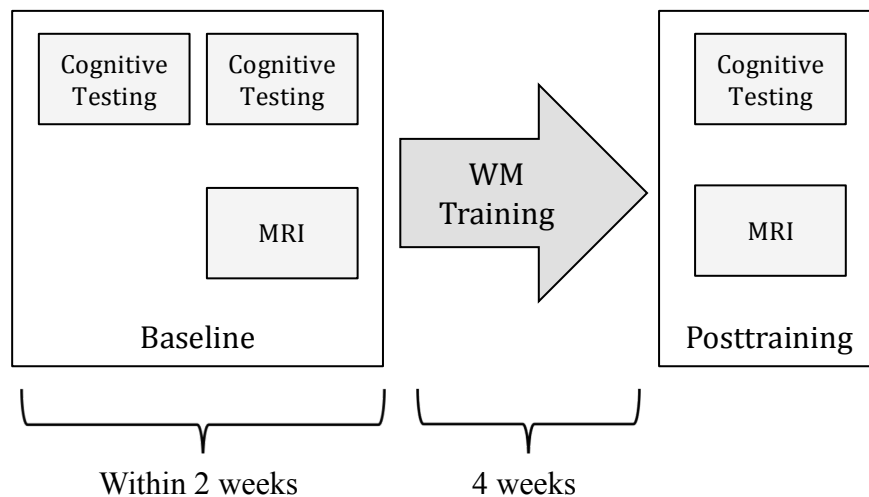 Cognitive
Testing
Cognitive
Testing
MRI
Baseline
WM
Training
Cognitive
Testing
MRI
Posttraining
Within 2 weeks
4 weeks